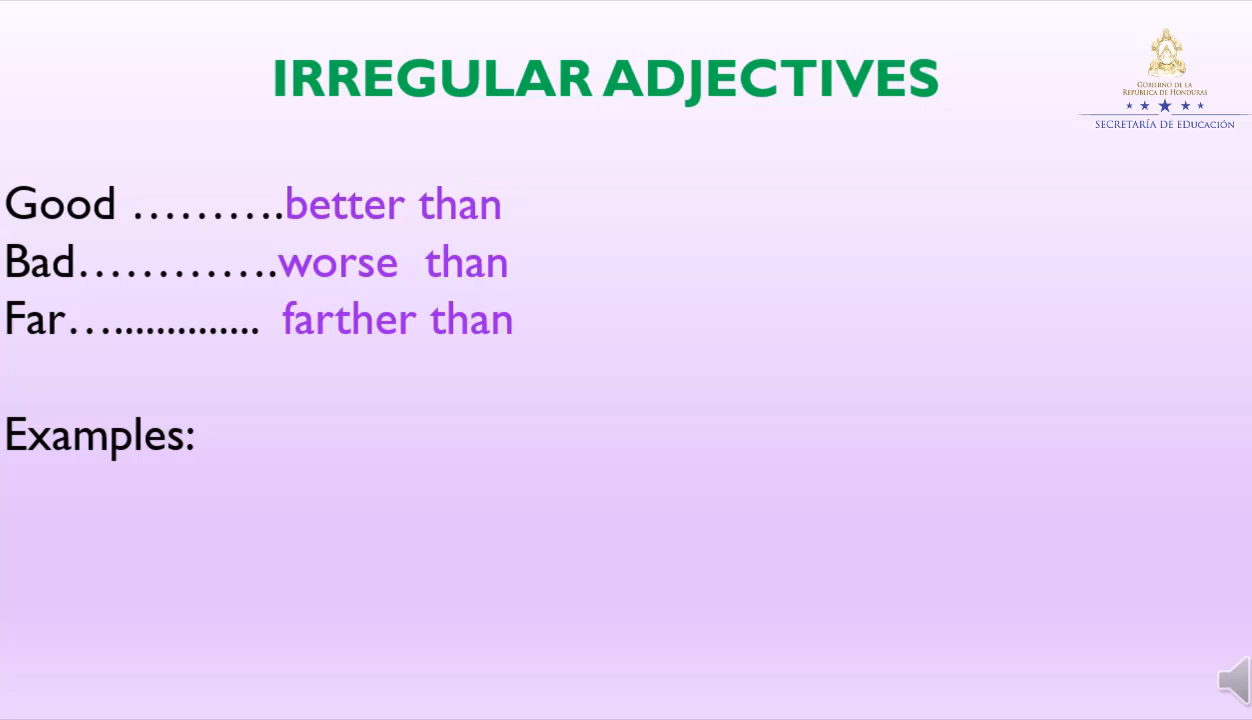 IRREGULAR ADJECTIVES
GOBIERNO DE LA
REPÚBLICA DE HONDURAS
SECRETARÍA DE EDUCACIÓN
Good ……….better than
Bad………….worse  than
Far….............. farther than
Examples: